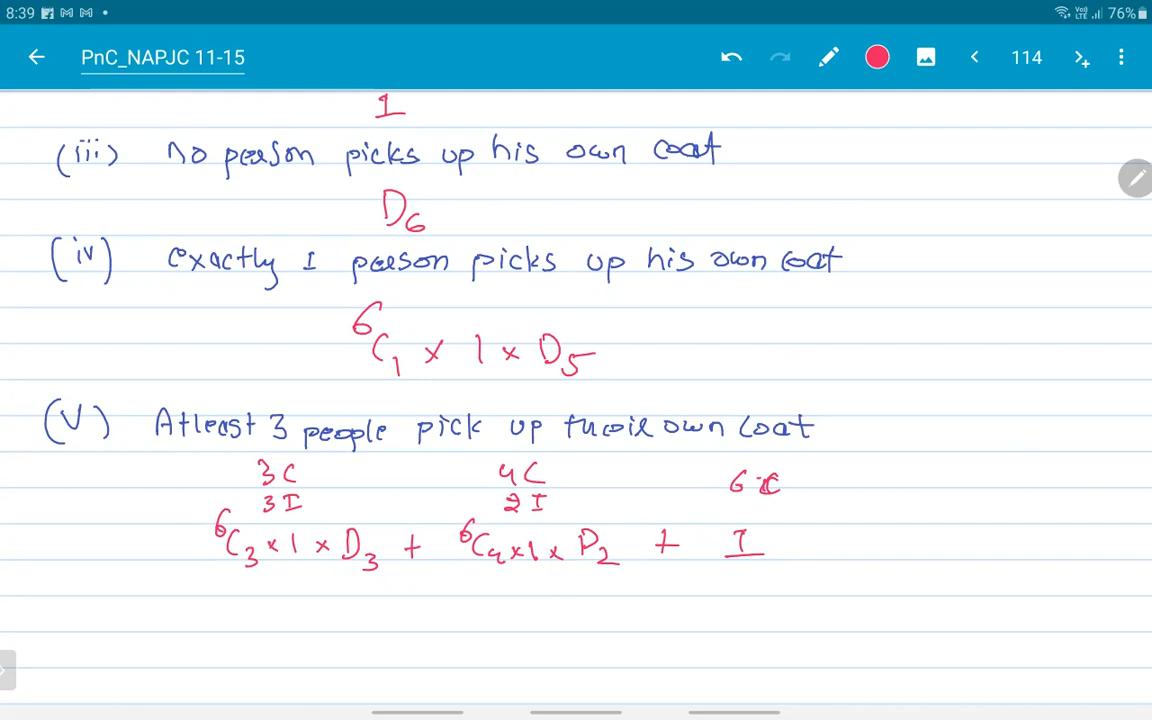 8:39 76%
PnC_NAPJC 11-15 114
1
(iii) No person picks up his own coat
D6
(iv) exactly 1 person picks up his own coat
6C1 x 1 x D5
(V) Atleast 3 people pick up their own coat
3C 4C 6C
3I 2I
6C3 x 1 x D3 + 6C4 x 1 x D2 + 1